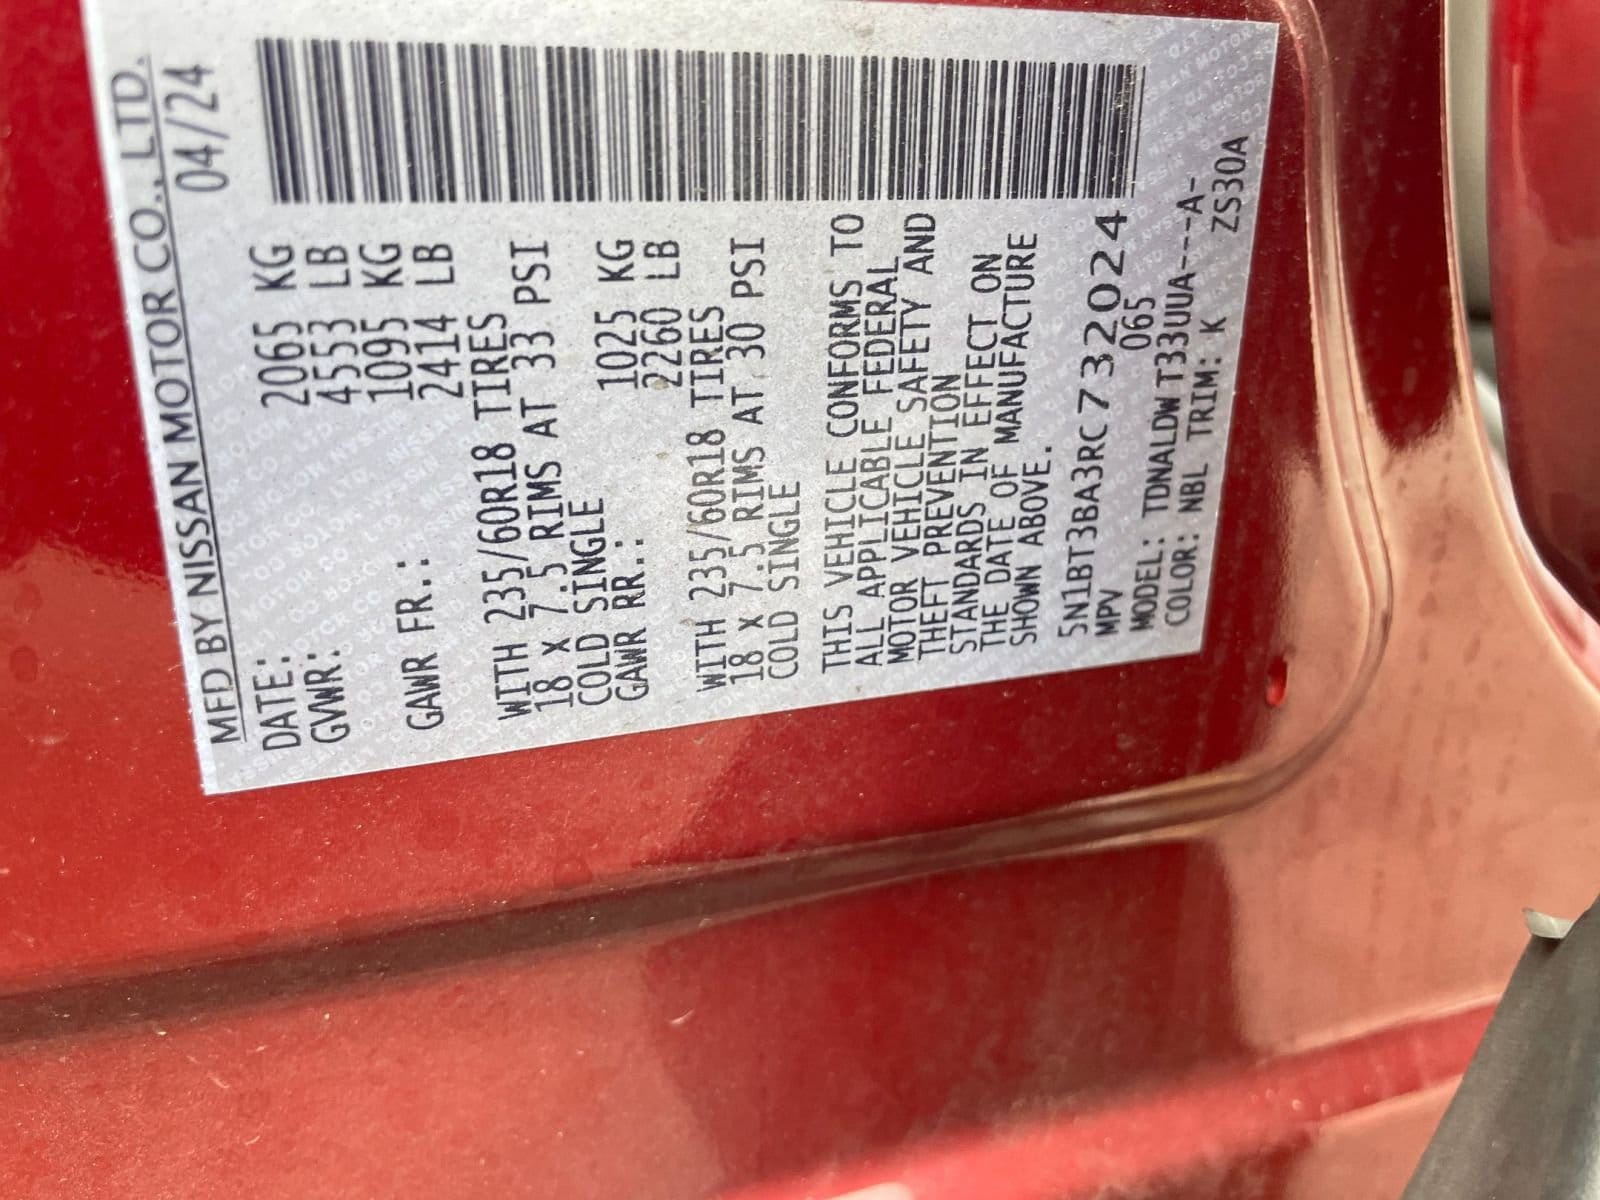 MFD BY NISSAN MOTOR CO., LTD.
DATE: 04/24
GVWR: 2065 KG
4553 LB
GAWR FR.: 1095 KG
2414 LB
WITH 235/60R18 TIRES
18 X 7.5 RIMS AT 33 PSI
COLD SINGLE
GAWR RR.: 1025 KG
2260 LB
WITH 235/60R18 TIRES
18 X 7.5 RIMS AT 30 PSI
COLD SINGLE
THIS VEHICLE CONFORMS TO
ALL APPLICABLE FEDERAL
MOTOR VEHICLE SAFETY AND
THEFT PREVENTION
STANDARDS IN EFFECT ON
THE DATE OF MANUFACTURE
SHOWN ABOVE.
5N1BT3BA3RC732024
MPV 065
MODEL: TDNALDW T33UUA---A-
COLOR: NBL TRIM: K ZS30A